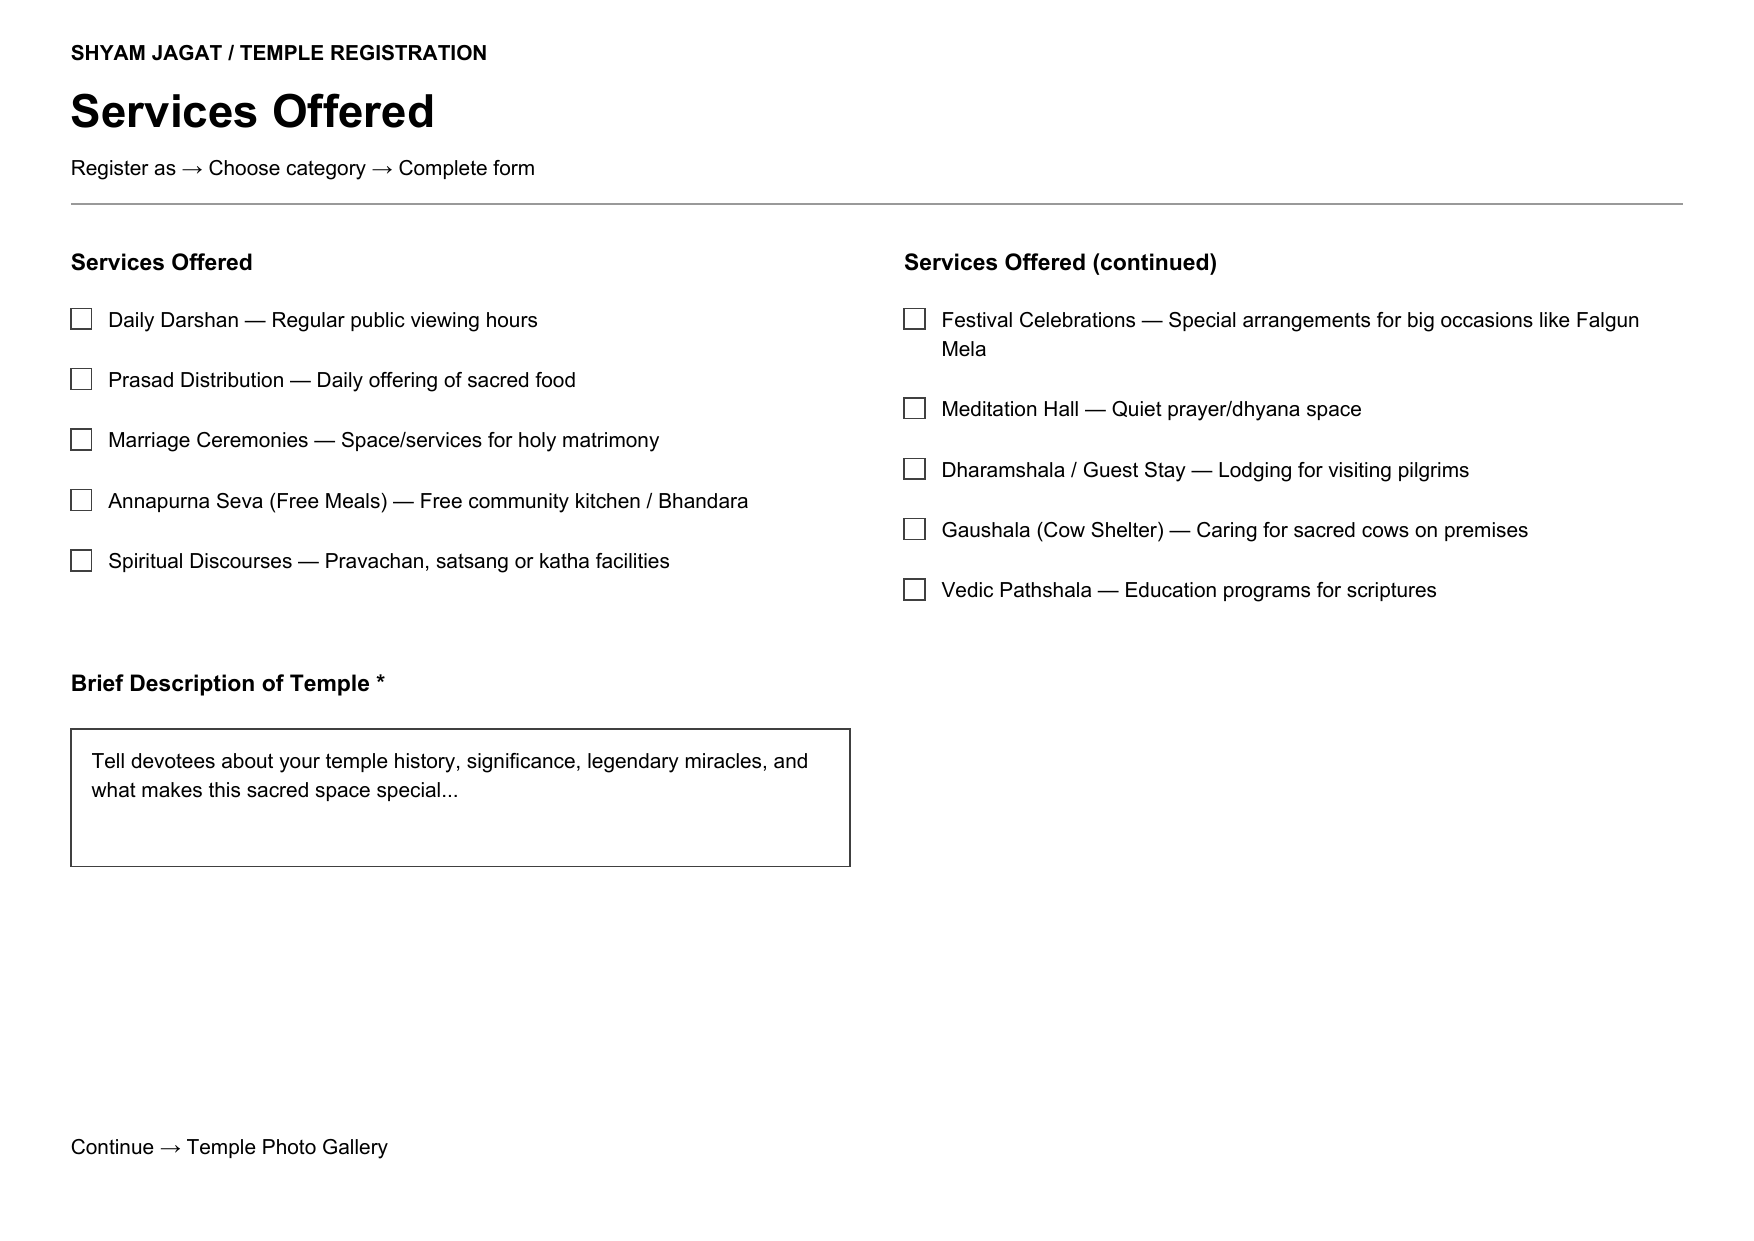 SHYAM JAGAT / TEMPLE REGISTRATION
Services Offered
Register as → Choose category → Complete form
Services Offered
Daily Darshan — Regular public viewing hours
Prasad Distribution — Daily offering of sacred food
Marriage Ceremonies — Space/services for holy matrimony
Annapurna Seva (Free Meals) — Free community kitchen / Bhandara
Spiritual Discourses — Pravachan, satsang or katha facilities
Services Offered (continued)
Festival Celebrations — Special arrangements for big occasions like Falgun
Mela
Meditation Hall — Quiet prayer/dhyana space
Dharamshala / Guest Stay — Lodging for visiting pilgrims
Gaushala (Cow Shelter) — Caring for sacred cows on premises
Vedic Pathshala — Education programs for scriptures
Brief Description of Temple *
Tell devotees about your temple history, significance, legendary miracles, and
what makes this sacred space special...
Continue → Temple Photo Gallery